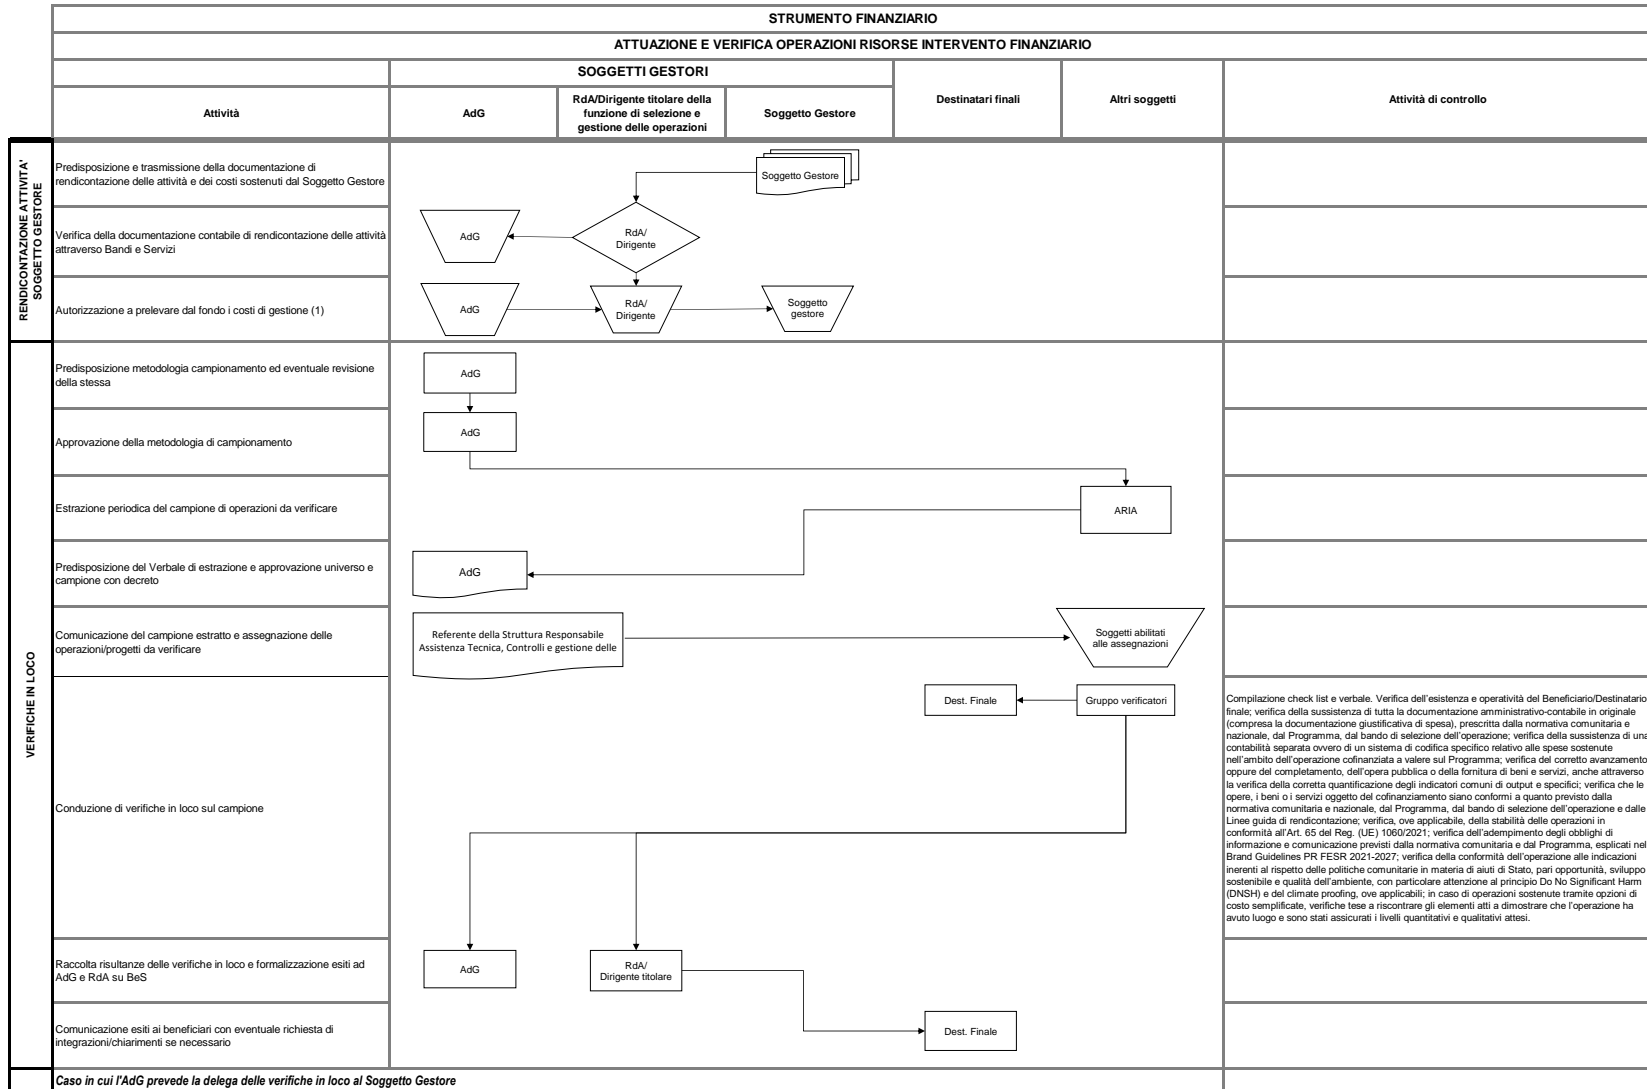 STRUMENTO FINANZIARIO
ATTUAZIONE E VERIFICA OPERAZIONI RISORSE INTERVENTO FINANZIARIO
SOGGETTI GESTORI
Attività
AdG
RdA/Dirigente titolare della
funzione di selezione e
gestione delle operazioni
Soggetto Gestore
Destinatari finali
Altri soggetti
Attività di controllo
RENDICONTAZIONE ATTIVITA'
SOGGETTO GESTORE
Predisposizione e trasmissione della documentazione di
rendicontazione delle attività e dei costi sostenuti dal Soggetto Gestore
Soggetto Gestore
Verifica della documentazione contabile di rendicontazione delle attività
attraverso Bandi e Servizi
AdG
RdA/
Dirigente
Autorizzazione a prelevare dal fondo i costi di gestione (1)
AdG
RdA/
Dirigente
Soggetto
gestore
VERIFICHE IN LOCO
Predisposizione metodologia campionamento ed eventuale revisione
della stessa
AdG
Approvazione della metodologia di campionamento
AdG
Estrazione periodica del campione di operazioni da verificare
ARIA
Predisposizione del Verbale di estrazione e approvazione universo e
campione con decreto
AdG
Comunicazione del campione estratto e assegnazione delle
operazioni/progetti da verificare
Referente della Struttura Responsabile
Assistenza Tecnica, Controlli e gestione delle
Soggetti abilitati
alle assegnazioni
Conduzione di verifiche in loco sul campione
Dest. Finale
Gruppo verificatori
Compilazione check list e verbale. Verifica dell'esistenza e operatività del Beneficiario/Destinatario
finale; verifica della sussistenza di tutta la documentazione amministrativo-contabile in originale
(compresa la documentazione giustificativa di spesa), prescritta dalla normativa comunitaria e
nazionale, dal Programma, dal bando di selezione dell'operazione; verifica della sussistenza di una
contabilità separata ovvero di un sistema di codifica specifico relativo alle spese sostenute
nell'ambito dell'operazione cofinanziata a valere sul Programma; verifica del corretto avanzamento
oppure del completamento, dell'opera pubblica o della fornitura di beni e servizi, anche attraverso
la verifica della corretta quantificazione degli indicatori comuni di output e specifici; verifica che le
opere, i beni o i servizi oggetto del cofinanziamento siano conformi a quanto previsto dalla
normativa comunitaria e nazionale, dal Programma, dal bando di selezione dell'operazione e dalle
Linee guida di rendicontazione; verifica, ove applicabile, della stabilità delle operazioni in
conformità all'Art. 65 del Reg. (UE) 1060/2021; verifica dell'adempimento degli obblighi di
informazione e comunicazione previsti dalla normativa comunitaria e dal Programma, esplicati nel
Brand Guidelines PR FESR 2021-2027; verifica della conformità dell'operazione alle indicazioni
inerenti al rispetto delle politiche comunitarie in materia di aiuti di Stato, pari opportunità, sviluppo
sostenibile e qualità dell'ambiente, con particolare attenzione al principio Do No Significant Harm
(DNSH) e del climate proofing, ove applicabili; in caso di operazioni sostenute tramite opzioni di
costo semplificate, verifiche tese a riscontrare gli elementi atti a dimostrare che l'operazione ha
avuto luogo e sono stati assicurati i livelli quantitativi e qualitativi attesi.
Raccolta risultanze delle verifiche in loco e formalizzazione esiti ad
AdG e RdA su BeS
AdG
RdA/
Dirigente titolare
Comunicazione esiti ai beneficiari con eventuale richiesta di
integrazioni/chiarimenti se necessario
Dest. Finale
Caso in cui l'AdG prevede la delega delle verifiche in loco al Soggetto Gestore